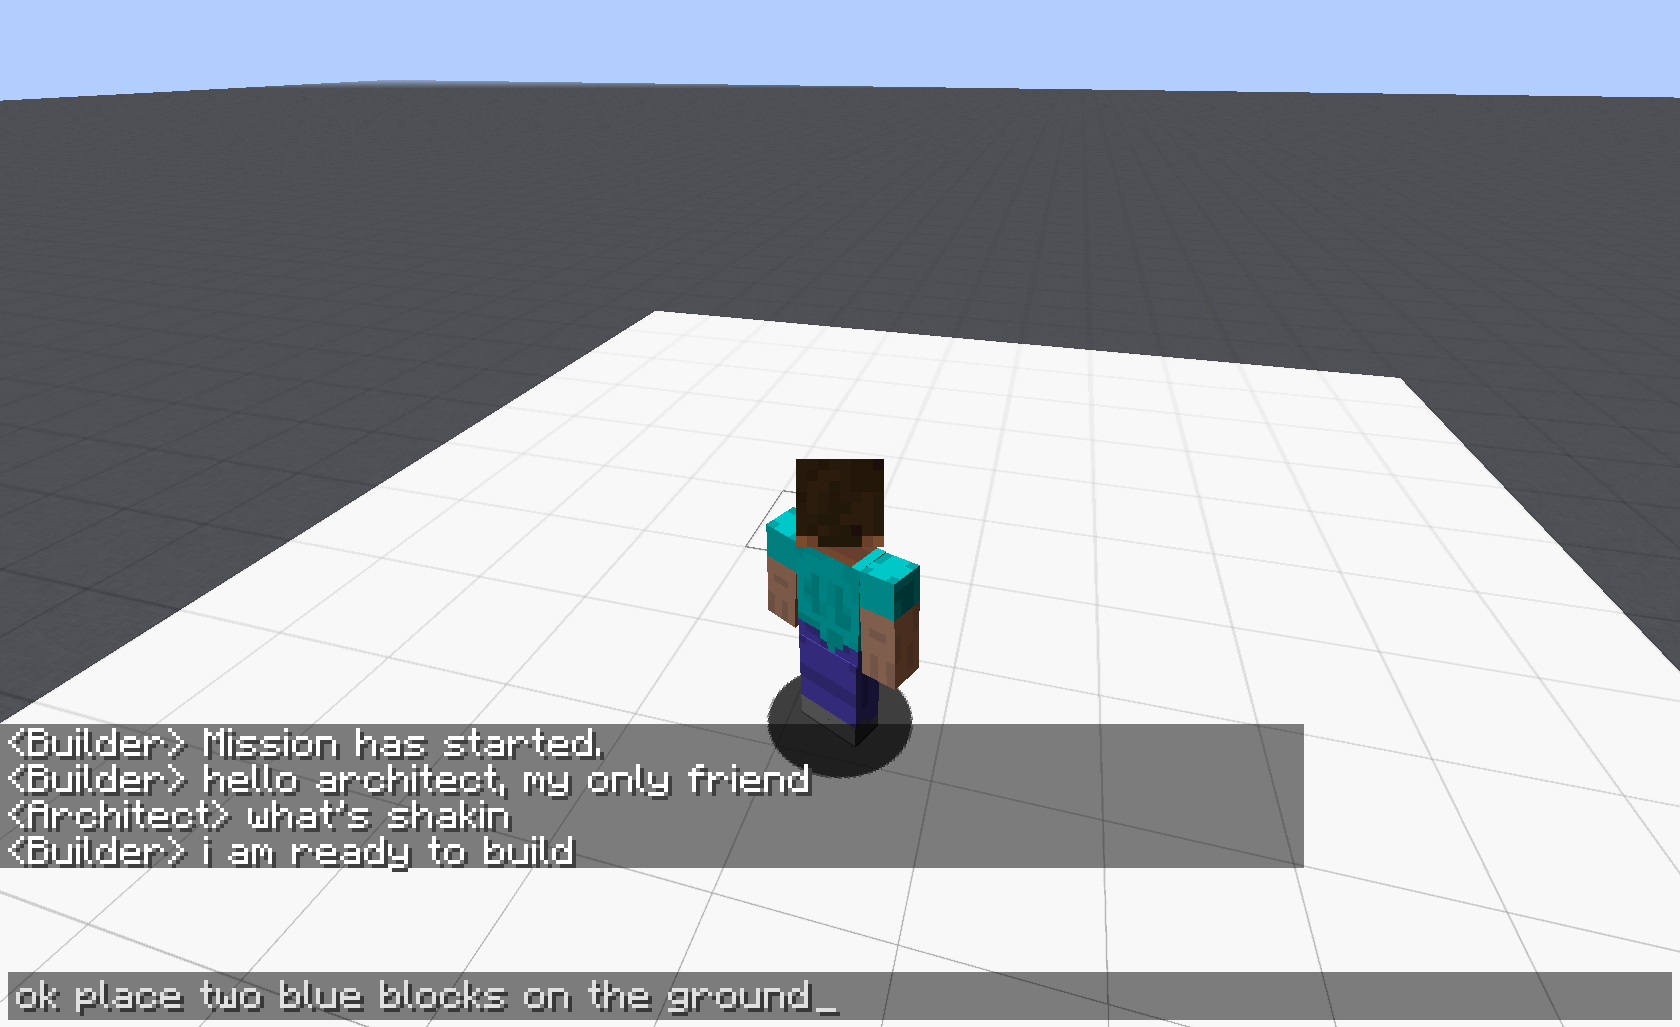 <Builder> Mission has started.
<Builder> hello architect, my only friend
<Architect> what's shakin
<Builder> i am ready to build
ok place two blue blocks on the ground_